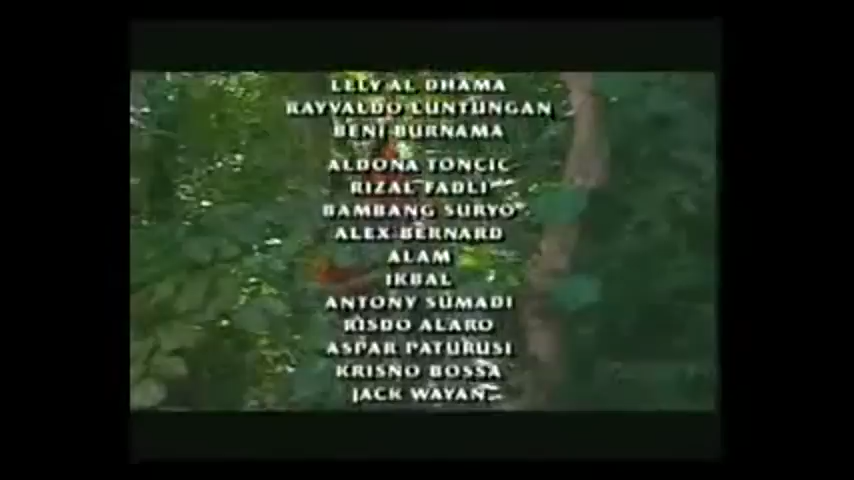 LELY AL DHAMA
RAYVALDO LUNTUNGAN
BENI BURNAMA
ALDONA TONCIC
RIZAL FADLI
BAMBANG SURYO
ALEX BERNARD
ALAM
IKBAL
ANTONY SUMADI
RISDO ALARO
ASPAR PATURUSI
KRISNO BOSSA
JACK WAYAN